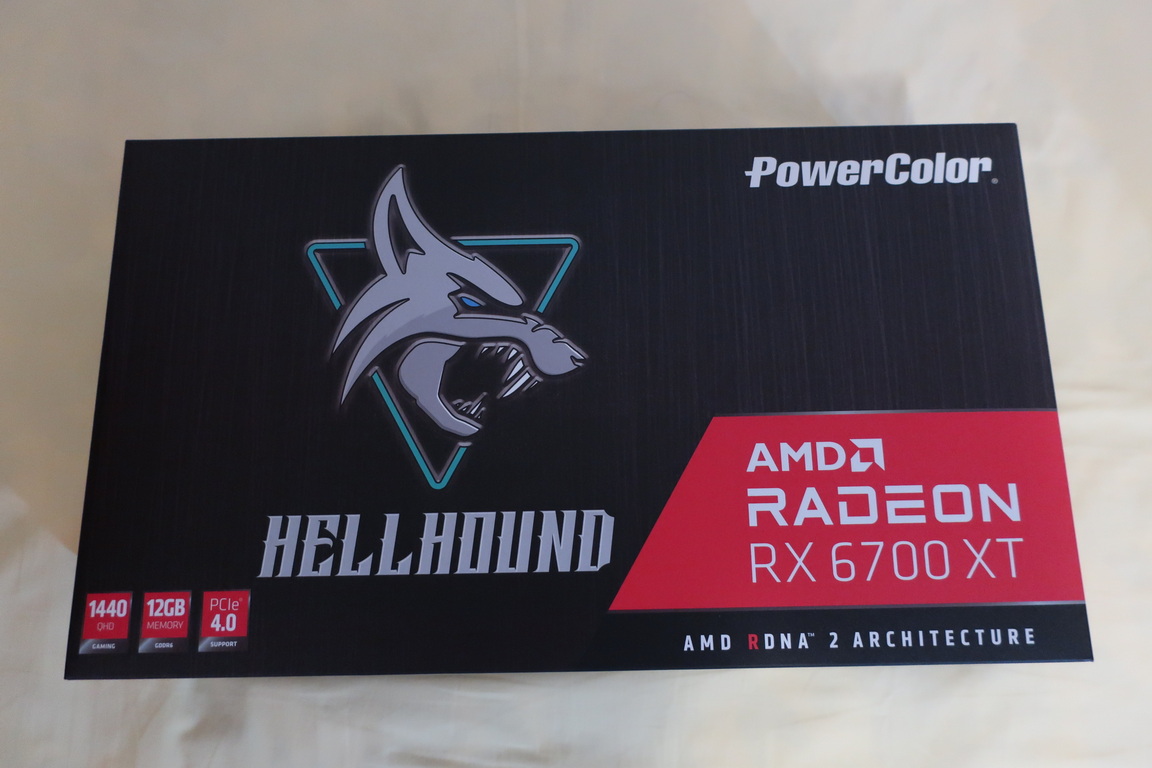 PowerColor
HELLHOUND
AMD
RADEON
RX 6700 XT
AMD RDNA™ 2 ARCHITECTURE
1440
QHD
GAMING
12GB
MEMORY
GDDR6
PCIe®
4.0
SUPPORT